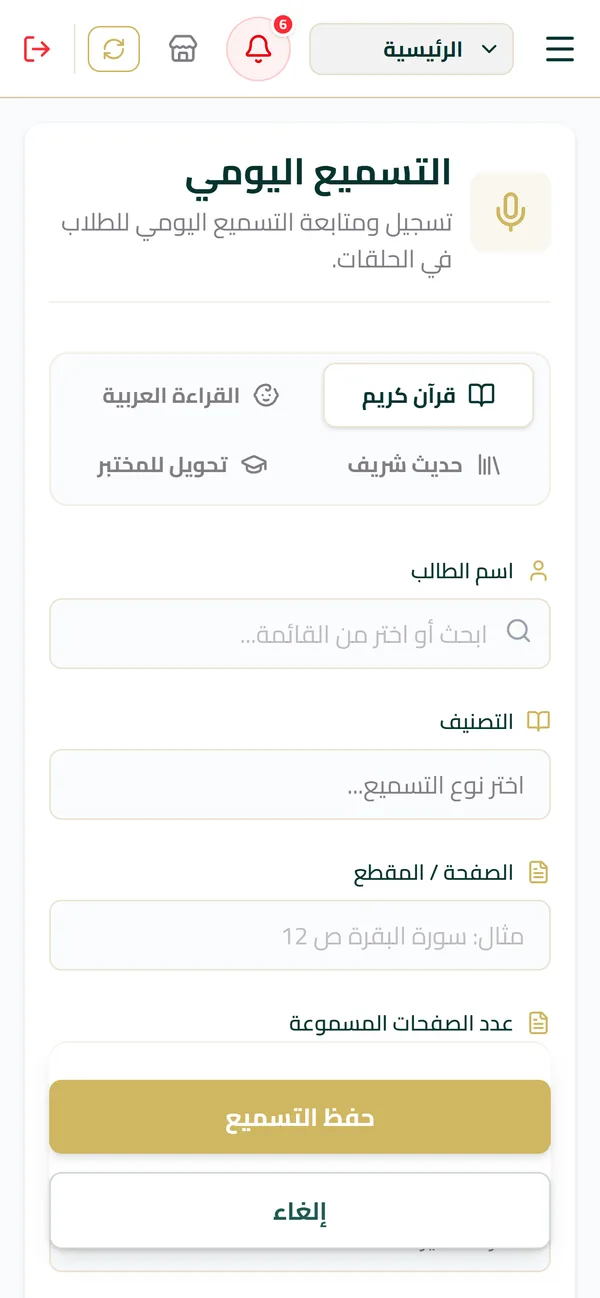 الرئيسية
6
التسميع اليومي
تسجيل ومتابعة التسميع اليومي للطلاب
في الحلقات.
قرآن كريم
القراءة العربية
حديث شريف
تحويل للمختبر
اسم الطالب
ابحث أو اختر من القائمة...
التصنيف
اختر نوع التسميع...
الصفحة / المقطع
مثال: سورة البقرة ص 12
عدد الصفحات المسموعة
حفظ التسميع
إلغاء